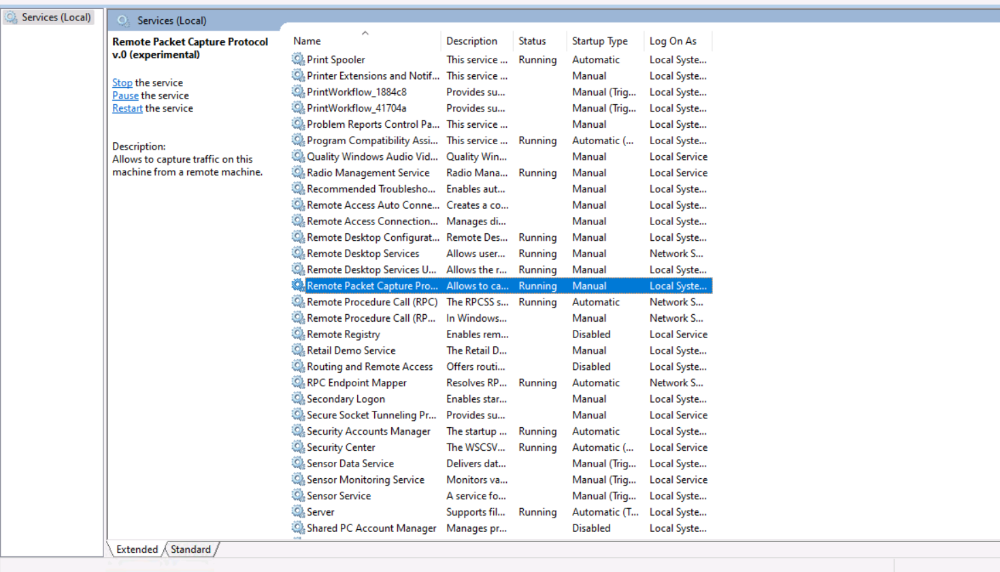 Services (Local)
Services (Local)
Remote Packet Capture Protocol
v.0 (experimental)
Stop the service
Pause the service
Restart the service
Description:
Allows to capture traffic on this
machine from a remote machine.
Name Description Status Startup Type Log On As
Print Spooler This service ... Running Automatic Local Syste...
Printer Extensions and Notif... This service ... Manual Local Syste...
PrintWorkflow_1884c8 Provides su... Manual (Trig... Local Syste...
PrintWorkflow_41704a Provides su... Manual (Trig... Local Syste...
Problem Reports Control Pa... This service ... Manual Local Syste...
Program Compatibility Assi... This service ... Running Automatic (... Local Syste...
Quality Windows Audio Vid... Quality Win... Manual Local Service
Radio Management Service Radio Mana... Running Manual Local Service
Recommended Troublesho... Enables aut... Manual Local Syste...
Remote Access Auto Conne... Creates a co... Manual Local Syste...
Remote Access Connection... Manages di... Manual Local Syste...
Remote Desktop Configurat... Remote Des... Running Manual Local Syste...
Remote Desktop Services Allows user... Running Manual Network S...
Remote Desktop Services U... Allows the r... Running Manual Local Syste...
Remote Packet Capture Pro... Allows to ca... Running Manual Local Syste...
Remote Procedure Call (RPC) The RPCSS s... Running Automatic Network S...
Remote Procedure Call (RP... In Windows... Manual Network S...
Remote Registry Enables rem... Disabled Local Service
Retail Demo Service The Retail D... Manual Local Syste...
Routing and Remote Access Offers routi... Disabled Local Syste...
RPC Endpoint Mapper Resolves RP... Running Automatic Network S...
Secondary Logon Enables star... Manual Local Syste...
Secure Socket Tunneling Pr... Provides su... Manual Local Service
Security Accounts Manager The startup ... Running Automatic Local Syste...
Security Center The WSCSV... Running Automatic (... Local Service
Sensor Data Service Delivers dat... Manual (Trig... Local Syste...
Sensor Monitoring Service Monitors va... Manual (Trig... Local Service
Sensor Service A service fo... Manual (Trig... Local Syste...
Server Supports fil... Running Automatic (T... Local Syste...
Shared PC Account Manager Manages pr... Disabled Local Syste...
Extended Standard